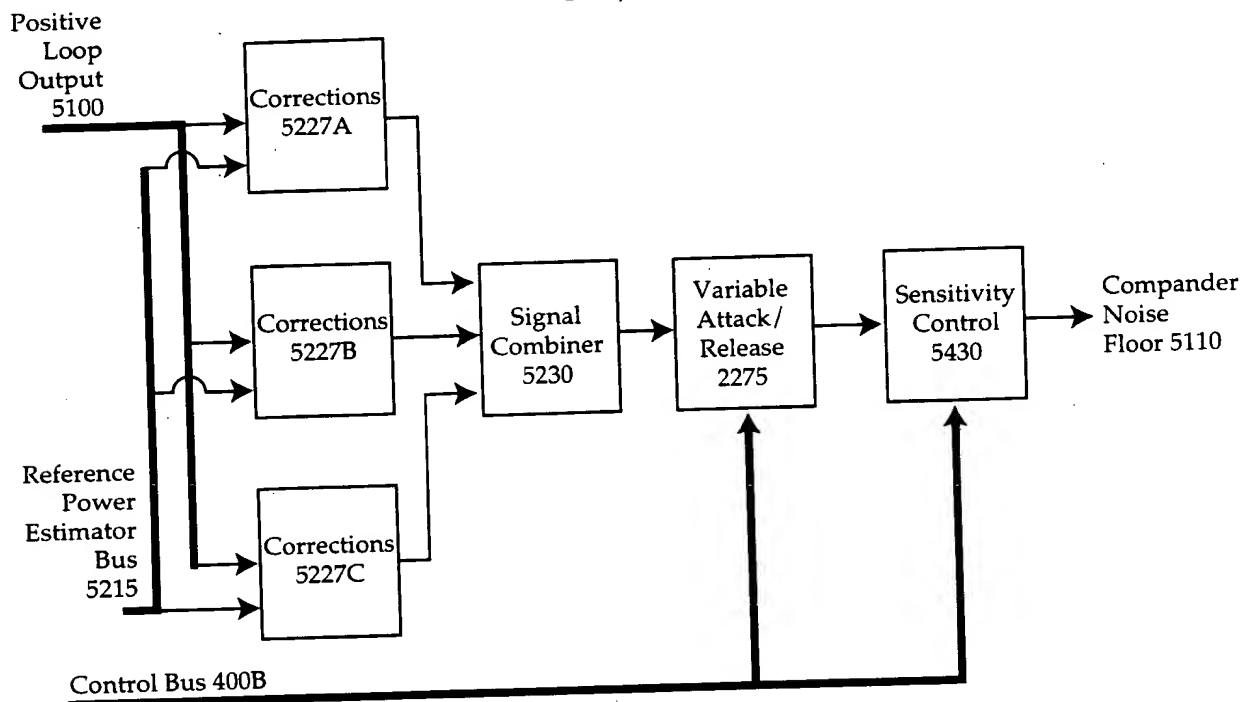 Positive
Loop
Output
5100
Corrections
5227A
Corrections
5227B
Corrections
5227C
Reference
Power
Estimator
Bus
5215
Signal
Combiner
5230
Variable
Attack/
Release
2275
Sensitivity
Control
5430
Compander
Noise
Floor 5110
Control Bus 400B